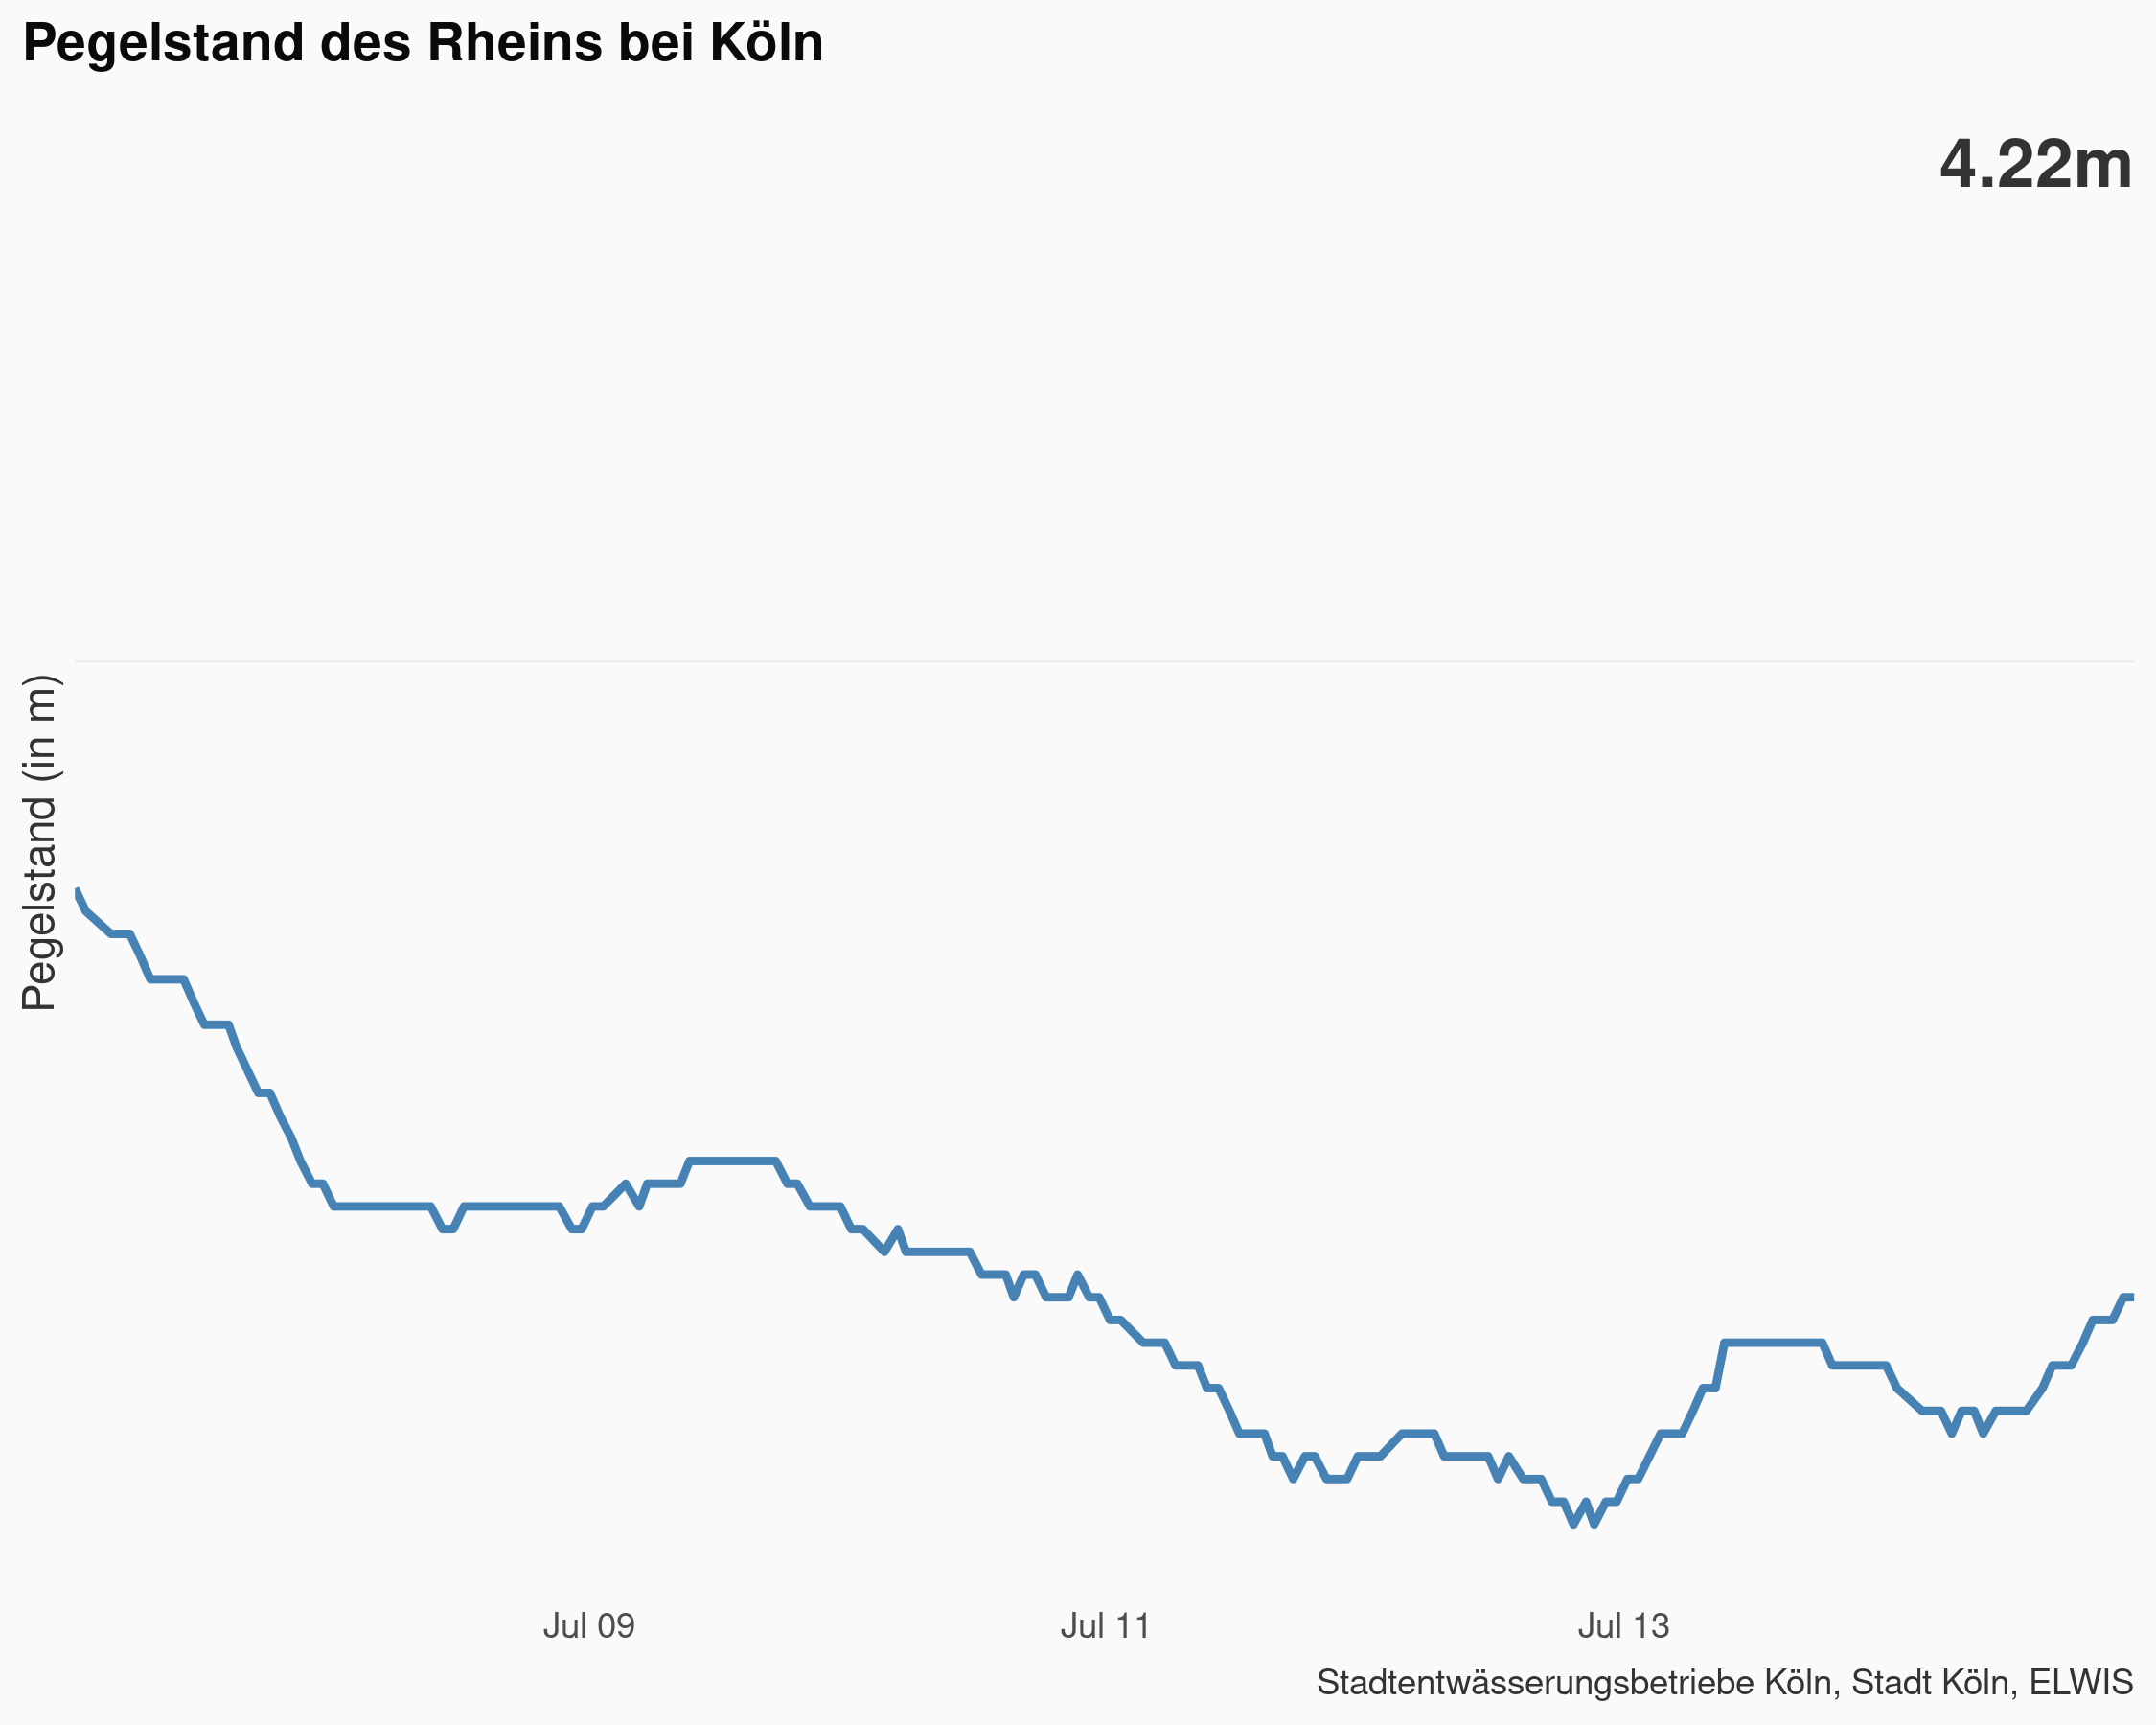 Pegelstand des Rheins bei Köln
4.22m
Pegelstand (in m)
Jul 09
Jul 11
Jul 13
Stadtentwässerungsbetriebe Köln, Stadt Köln, ELWIS